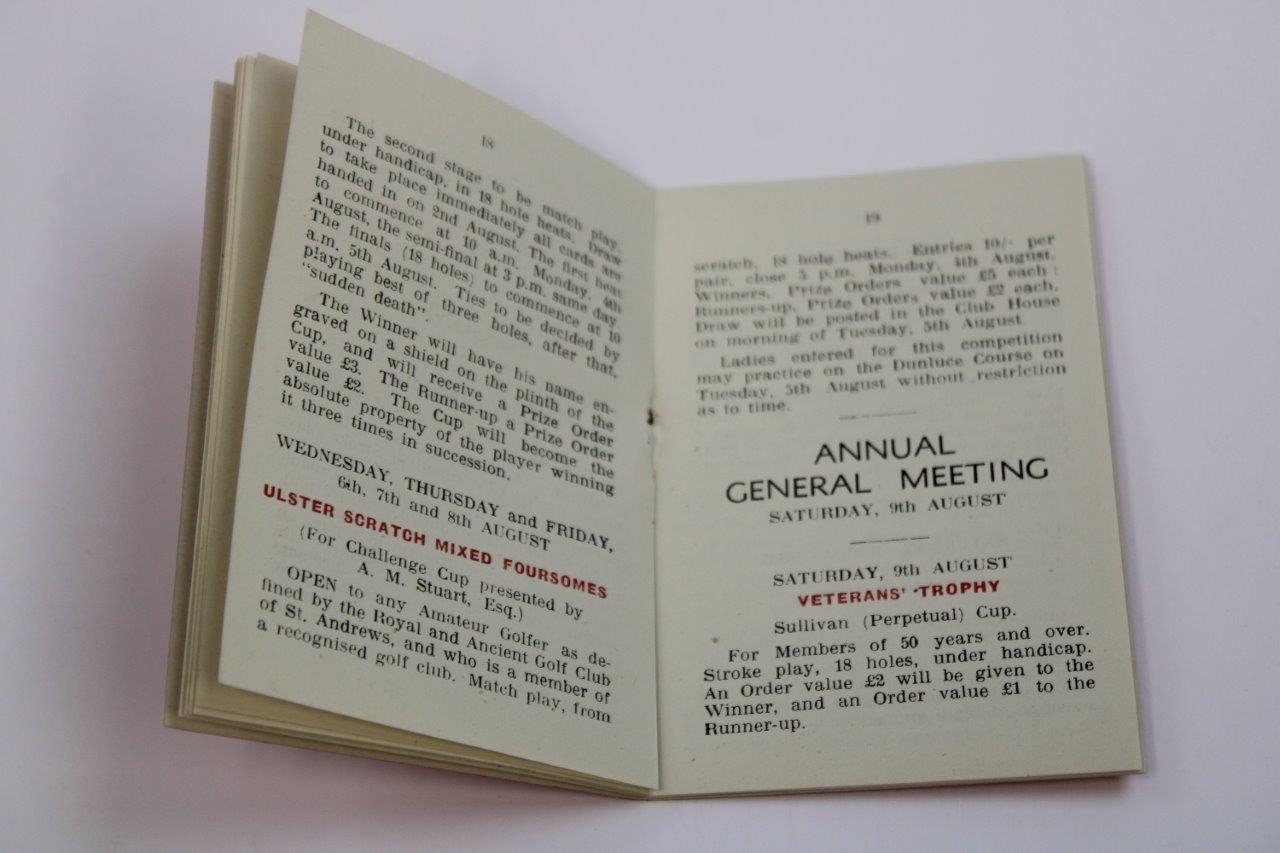 18
The second stage to be match play,
under handicap, in 18 hole heats. Draw
to take place immediately all cards are
handed in on 2nd August. The first heat
to commence at 10 a.m. Monday, 4th
August, the semi-final at 3 p.m. same day.
The finals (18 holes) to commence at 10
a.m. 5th August. Ties to be decided by
playing best of three holes, after that,
"sudden death".
The Winner will have his name en-
graved on a shield on the plinth of the
Cup, and will receive a Prize Order
value £3. The Runner-up a Prize Order
value £2. The Cup will become the
absolute property of the player winning
it three times in succession.
WEDNESDAY, THURSDAY and FRIDAY,
6th, 7th and 8th AUGUST
ULSTER SCRATCH MIXED FOURSOMES
(For Challenge Cup presented by
A. M. Stuart, Esq.)
OPEN to any Amateur Golfer as de-
fined by the Royal and Ancient Golf Club
of St. Andrews, and who is a member of
a recognised golf club. Match play, from
19
scratch, 18 hole heats. Entries 10/- per
pair, close 5 p.m. Monday, 4th August.
Winners, Prize Orders value £5 each:
Runners-up, Prize Orders value £2 each.
Draw will be posted in the Club House
on morning of Tuesday, 5th August
Ladies entered for this competition
may practice on the Dunluce Course on
Tuesday, 5th August without restriction
as to time.
ANNUAL
GENERAL MEETING
SATURDAY, 9th AUGUST
SATURDAY, 9th AUGUST
VETERANS' TROPHY
Sullivan (Perpetual) Cup.
For Members of 50 years and over.
Stroke play, 18 holes, under handicap.
An Order value £2 will be given to the
Winner, and an Order value £1 to the
Runner-up.